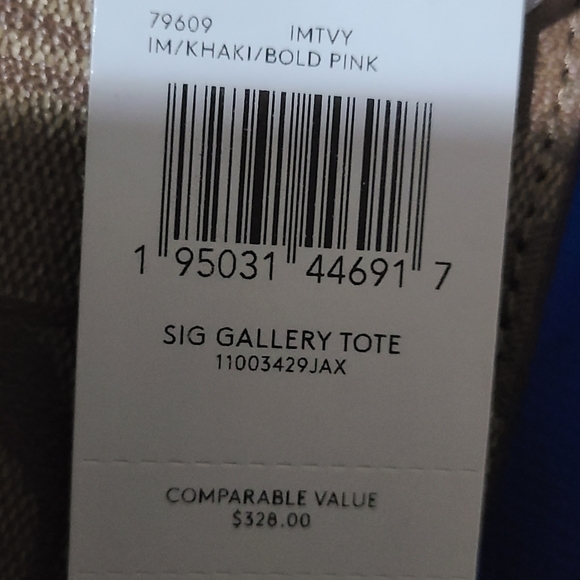 79609 IMTVY
IM/KHAKI/BOLD PINK
1 95031 44691 7
SIG GALLERY TOTE
11003429JAX
COMPARABLE VALUE
$328.00